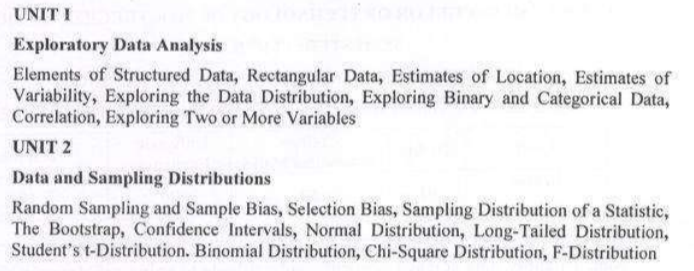 UNIT I
Exploratory Data Analysis
Elements of Structured Data, Rectangular Data, Estimates of Location, Estimates of
Variability, Exploring the Data Distribution, Exploring Binary and Categorical Data,
Correlation, Exploring Two or More Variables
UNIT 2
Data and Sampling Distributions
Random Sampling and Sample Bias, Selection Bias, Sampling Distribution of a Statistic,
The Bootstrap, Confidence Intervals, Normal Distribution, Long-Tailed Distribution,
Student's t-Distribution. Binomial Distribution, Chi-Square Distribution, F-Distribution